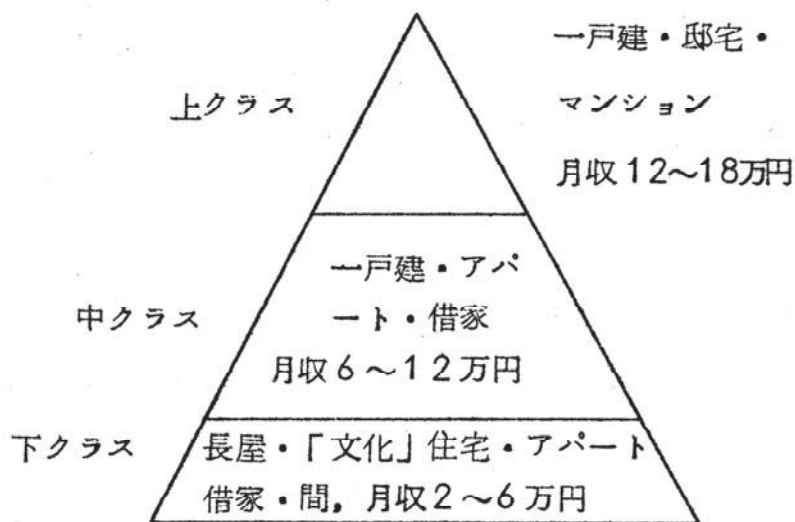 上クラス
一戸建・邸宅・
マンション
月収12～18万円
中クラス
一戸建・アパ
ート・借家
月収6～12万円
下クラス
長屋・「文化」住宅・アパート
借家・間，月収2～6万円